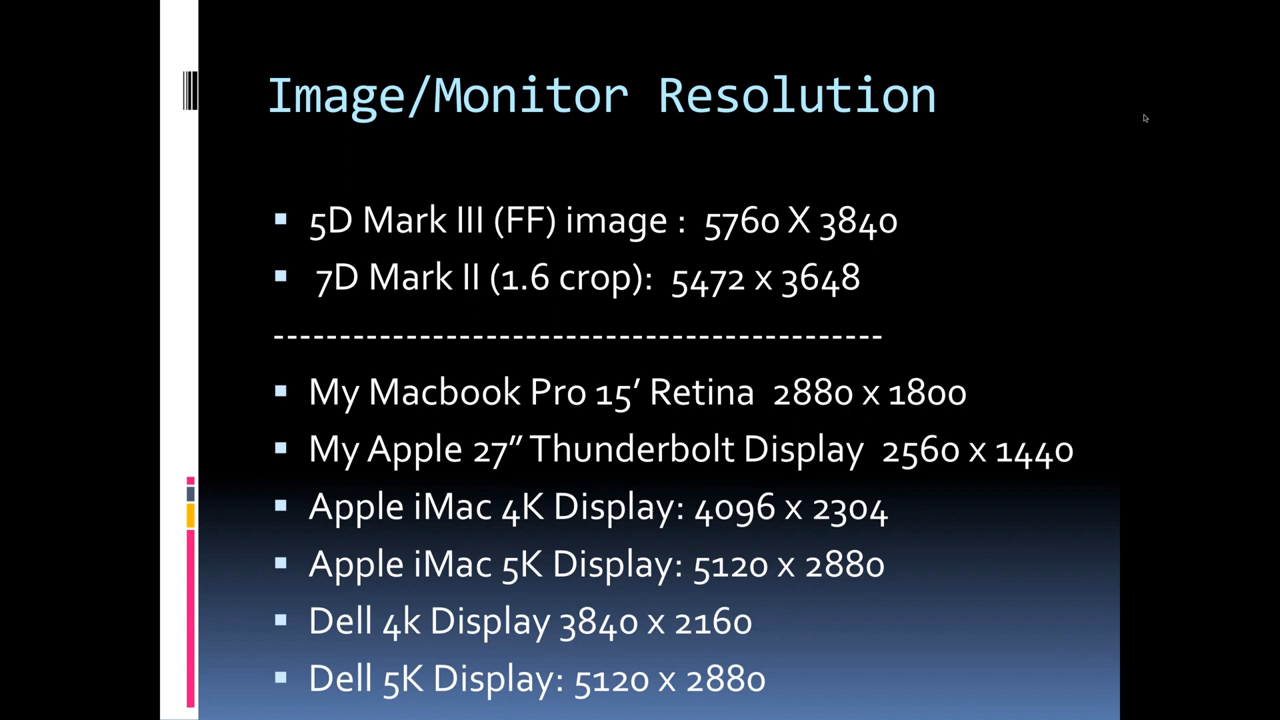 Image/Monitor Resolution
5D Mark III (FF) image : 5760 X 3840
7D Mark II (1.6 crop): 5472 x 3648
-----------------------------------------------
My Macbook Pro 15′ Retina 2880 x 1800
My Apple 27” Thunderbolt Display 2560 x 1440
Apple iMac 4K Display: 4096 x 2304
Apple iMac 5K Display: 5120 x 2880
Dell 4k Display 3840 x 2160
Dell 5K Display: 5120 x 2880